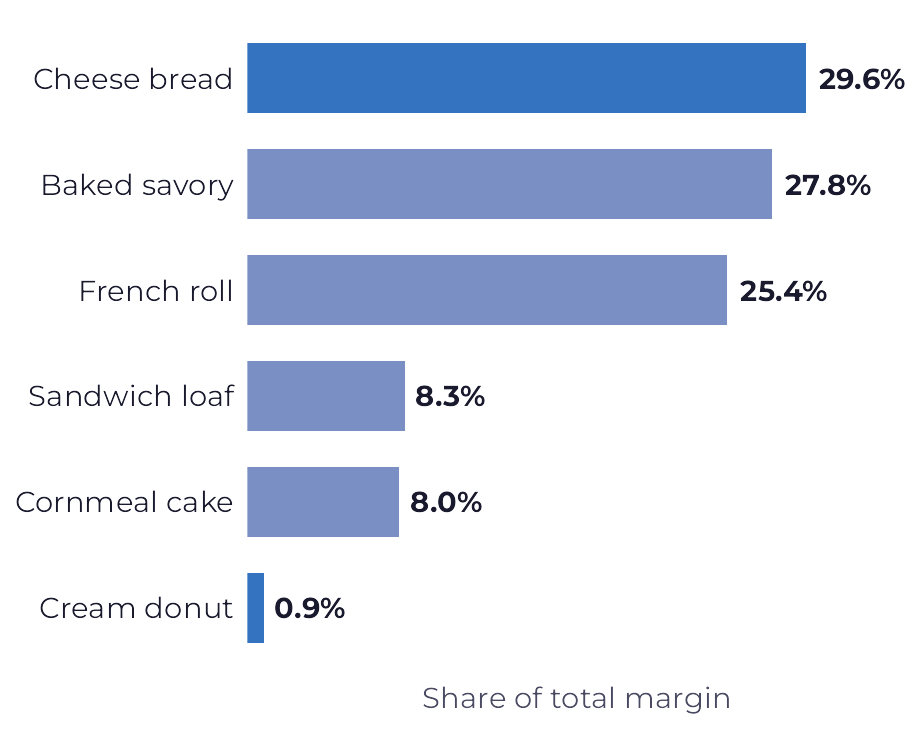 Cheese bread 29.6%
Baked savory 27.8%
French roll 25.4%
Sandwich loaf 8.3%
Cornmeal cake 8.0%
Cream donut 0.9%
Share of total margin